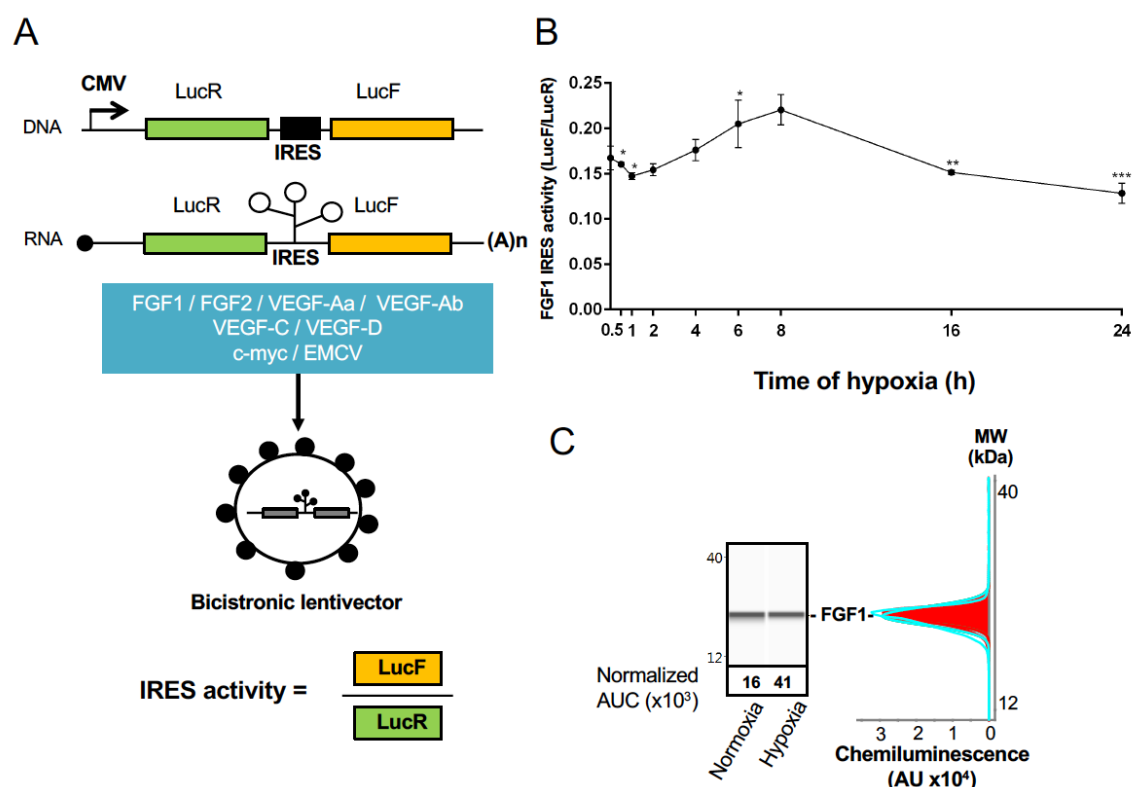 A
CMV
LucR
LucF
DNA
IRES
LucR
LucF
RNA
(A)n
IRES
FGF1 / FGF2 / VEGF-Aa / VEGF-Ab
VEGF-C / VEGF-D
c-myc / EMCV
Bicistronic lentivector
IRES activity =
LucF
LucR
B
FGF1 IRES activity (LucF/LucR)
0.25
0.20
0.15
0.10
0.05
0.00
*
*
*
**
***
0.5 1 2 4 6 8 16 24
Time of hypoxia (h)
C
MW
(kDa)
40
40
- FGF1-
12
12
Normalized
AUC (x10³)
16 41
Normoxia
Hypoxia
3 2 1 0
Chemiluminescence
(AU x10⁴)